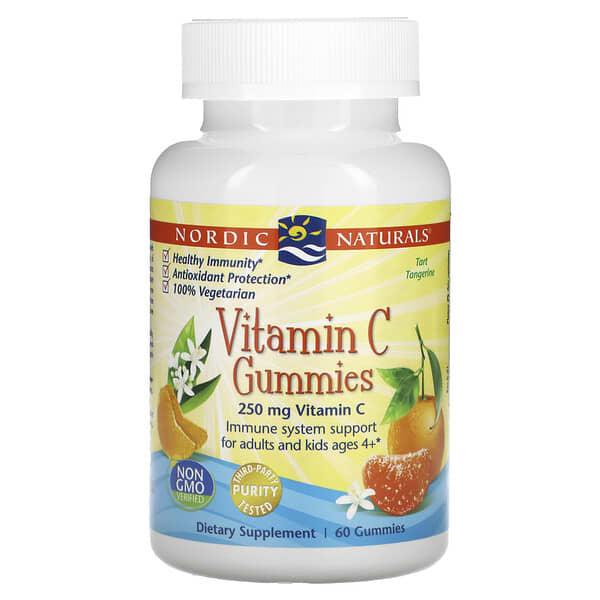 NORDIC NATURALS®
Healthy Immunity*
Antioxidant Protection*
100% Vegetarian
Tart
Tangerine
Vitamin C
Gummies
250 mg Vitamin C
Immune system support
for adults and kids ages 4+*
NON
GMO
VERIFIED
THIRD-PARTY
PURITY
TESTED
Dietary Supplement | 60 Gummies